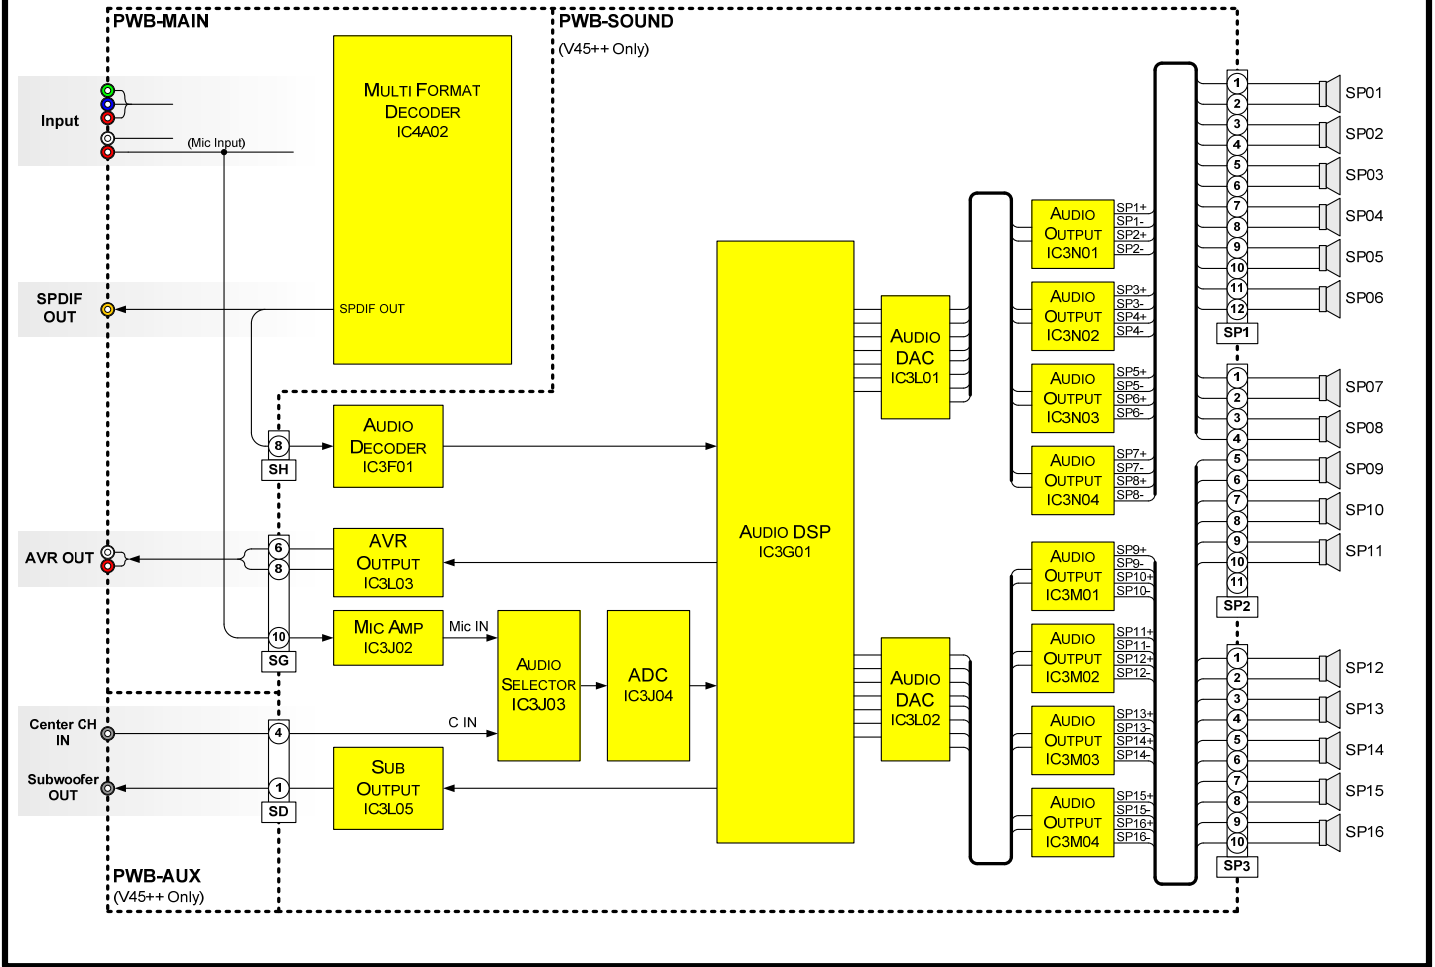 PWB-MAIN
PWB-SOUND
(V45++ Only)
MULTI FORMAT
DECODER
IC4A02
Input
(Mic Input)
SPDIF
OUT
SPDIF OUT
AUDIO
DECODER
IC3F01
8
SH
AVR OUT
6
8
AVR
OUTPUT
IC3L03
10
SG
MIC AMP
IC3J02
Mic IN
AUDIO
SELECTOR
IC3J03
ADC
IC3J04
Center CH
IN
4
C IN
Subwoofer
OUT
1
SD
SUB
OUTPUT
IC3L05
PWB-AUX
(V45++ Only)
AUDIO DSP
IC3G01
AUDIO
DAC
IC3L01
AUDIO
DAC
IC3L02
AUDIO
OUTPUT
IC3N01
SP1+
SP1-
SP2+
SP2-
AUDIO
OUTPUT
IC3N02
SP3+
SP3-
SP4+
SP4-
AUDIO
OUTPUT
IC3N03
SP5+
SP5-
SP6+
SP6-
AUDIO
OUTPUT
IC3N04
SP7+
SP7-
SP8+
SP8-
AUDIO
OUTPUT
IC3M01
SP9+
SP9-
SP10+
SP10-
AUDIO
OUTPUT
IC3M02
SP11+
SP11-
SP12+
SP12-
AUDIO
OUTPUT
IC3M03
SP13+
SP13-
SP14+
SP14-
AUDIO
OUTPUT
IC3M04
SP15+
SP15-
SP16+
SP16-
1
2
3
4
5
6
7
8
9
10
11
12
SP1
SP01
SP02
SP03
SP04
SP05
SP06
1
2
3
4
5
6
7
8
9
10
11
SP2
SP07
SP08
SP09
SP10
SP11
1
2
3
4
5
6
7
8
9
10
SP3
SP12
SP13
SP14
SP15
SP16